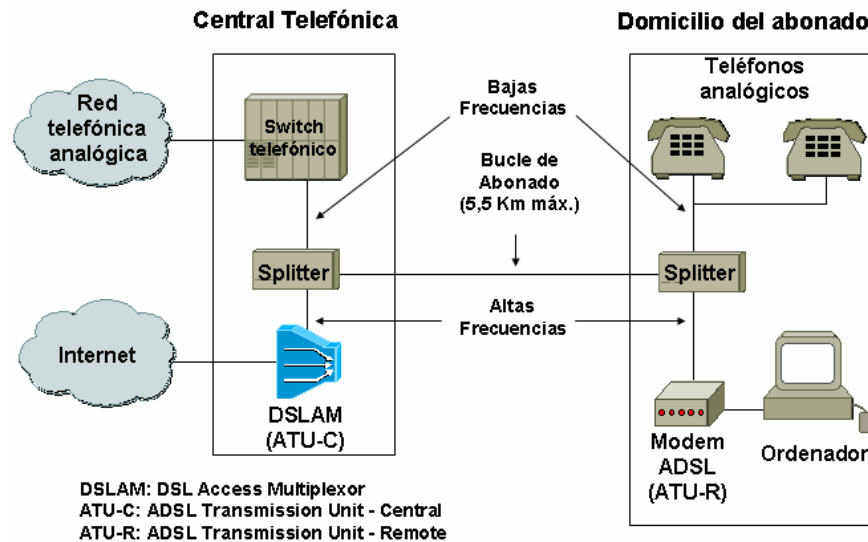 Central Telefónica
Domicilio del abonado
Red
telefónica
analógica
Switch
telefónico
Bajas
Frecuencias
Teléfonos
analógicos
Bucle de
Abonado
(5,5 Km máx.)
Splitter
Splitter
Altas
Frecuencias
Internet
DSLAM
(ATU-C)
Modem
ADSL
(ATU-R)
Ordenador
DSLAM: DSL Access Multiplexor
ATU-C: ADSL Transmission Unit - Central
ATU-R: ADSL Transmission Unit - Remote